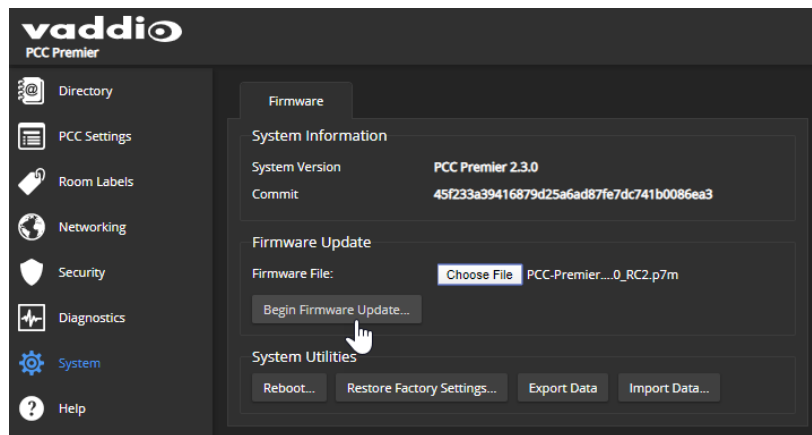 vaddio
PCC Premier
Directory
PCC Settings
Room Labels
Networking
Security
Diagnostics
System
Help
Firmware
System Information
System Version PCC Premier 2.3.0
Commit 45f233a39416879d25a6ad87fe7dc741b0086ea3
Firmware Update
Firmware File: Choose File PCC-Premier....0_RC2.p7m
Begin Firmware Update...
System Utilities
Reboot... Restore Factory Settings... Export Data Import Data...